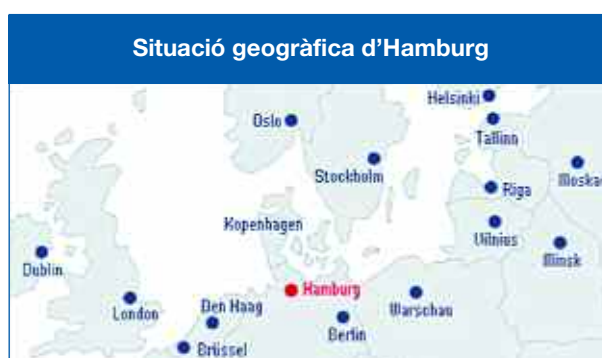 Situació geogràfica d’Hamburg
Helsinki
Oslo
Tallinn
Stockholm
Moskau
Riga
Kopenhagen
Vilnius
Minsk
Dublin
Hamburg
London
Den Haag
Warschau
Berlin
Brüssel